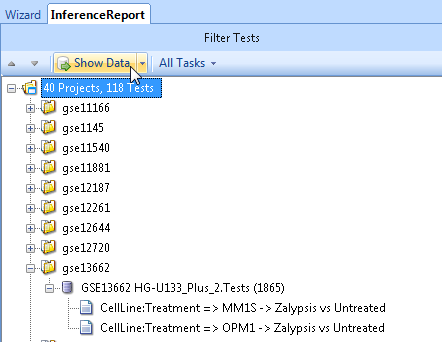 Wizard InferenceReport
Filter Tests
Show Data All Tasks
40 Projects, 118 Tests
gse11166
gse1145
gse11540
gse11881
gse12187
gse12261
gse12644
gse12720
gse13662
GSE13662 HG-U133_Plus_2.Tests (1865)
CellLine:Treatment => MM1S -> Zalypsis vs Untreated
CellLine:Treatment => OPM1 -> Zalypsis vs Untreated